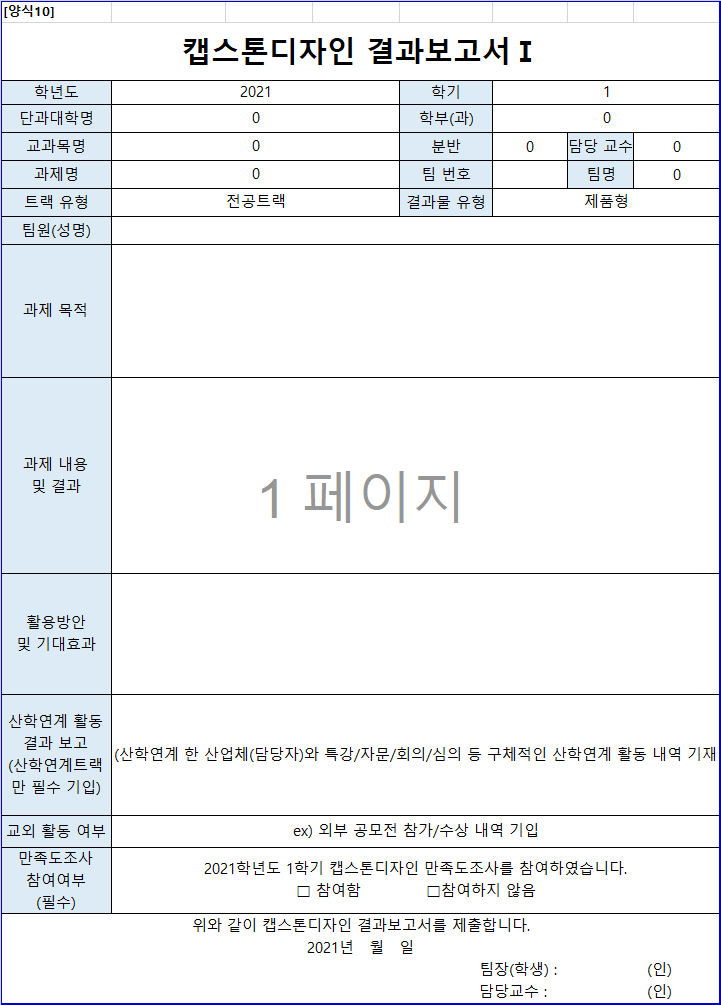 [양식10]
캡스톤디자인 결과보고서 I
학년도 2021 학기 1
단과대학명 0 학부(과) 0
교과목명 0 분반 0 담당 교수 0
과제명 0 팀 번호 팀명 0
트랙 유형 전공트랙 결과물 유형 제품형
팀원(성명)
과제 목적
과제 내용
및 결과
1 페이지
활용방안
및 기대효과
산학연계 활동
결과 보고
(산학연계트랙
만 필수 기입)
(산학연계 한 산업체(담당자)와 특강/자문/회의/심의 등 구체적인 산학연계 활동 내역 기재
교외 활동 여부 ex) 외부 공모전 참가/수상 내역 기입
만족도조사
참여여부
(필수)
2021학년도 1학기 캡스톤디자인 만족도조사를 참여하였습니다.
□ 참여함 □참여하지 않음
위와 같이 캡스톤디자인 결과보고서를 제출합니다.
2021년 월 일
팀장(학생) : (인)
담당교수 : (인)